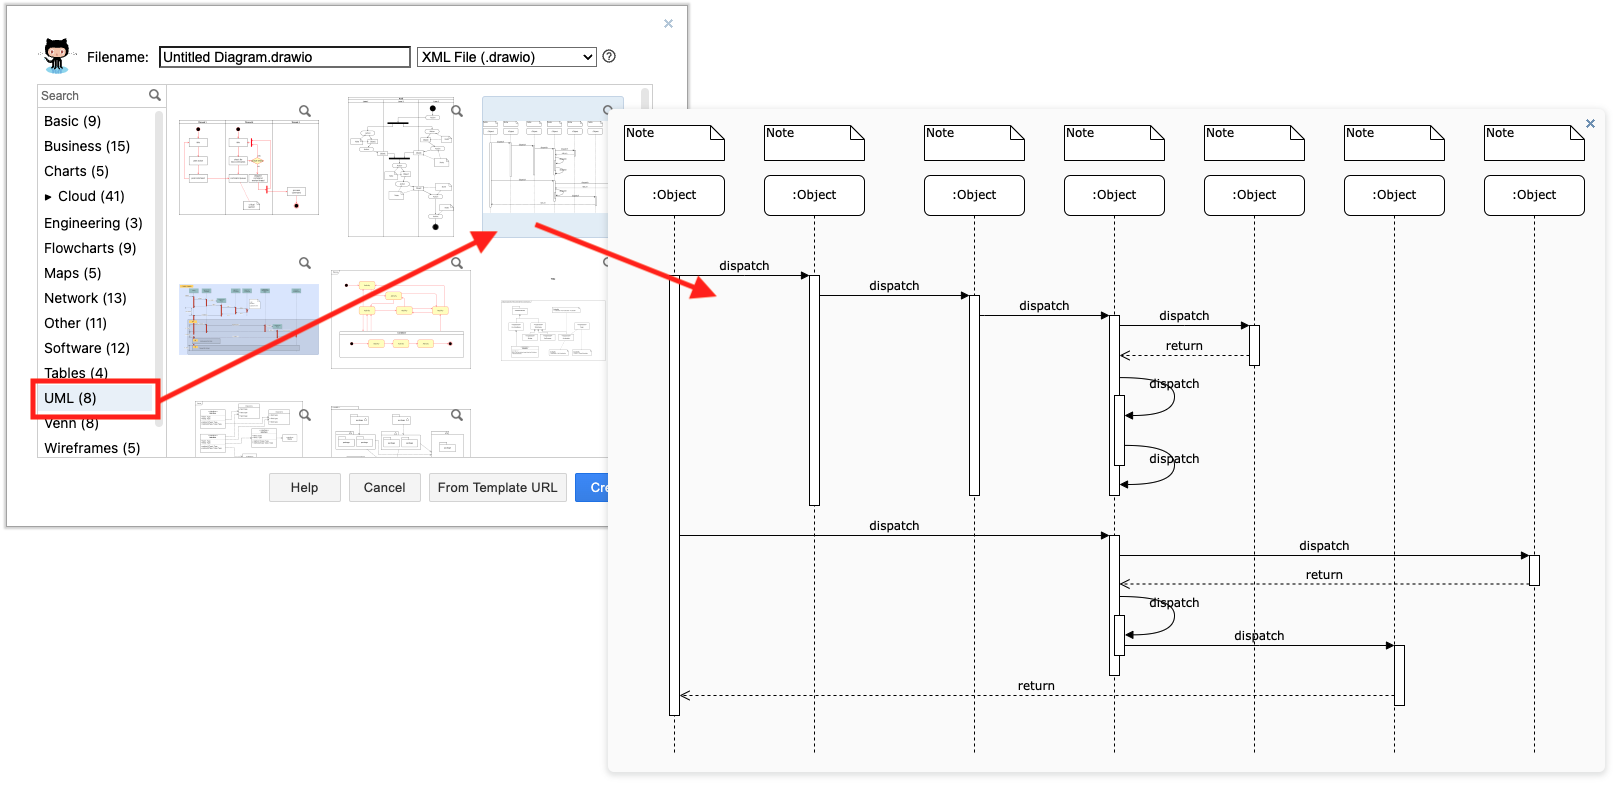 Filename:
Untitled Diagram.drawio
XML File (.drawio)
?
Search
Basic (9)
Business (15)
Charts (5)
Cloud (41)
Engineering (3)
Flowcharts (9)
Maps (5)
Network (13)
Other (11)
Software (12)
Tables (4)
UML (8)
Venn (8)
Wireframes (5)
Help
Cancel
From Template URL
Cre
Note
Note
Note
Note
Note
Note
Note
:Object
:Object
:Object
:Object
:Object
:Object
:Object
dispatch
dispatch
dispatch
dispatch
return
dispatch
dispatch
dispatch
dispatch
return
dispatch
dispatch
return